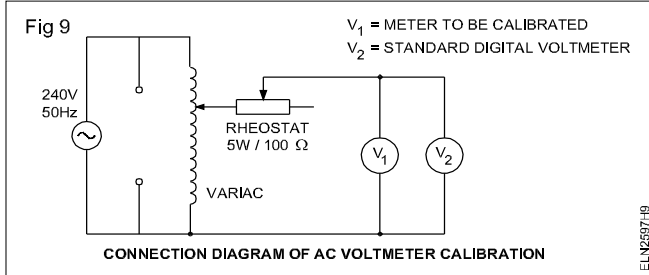 Fig 9
V₁ = METER TO BE CALIBRATED
V₂ = STANDARD DIGITAL VOLTMETER
240V
50Hz
RHEOSTAT
5W / 100 Ω
V₁
V₂
VARIAC
CONNECTION DIAGRAM OF AC VOLTMETER CALIBRATION
ELN2597H9